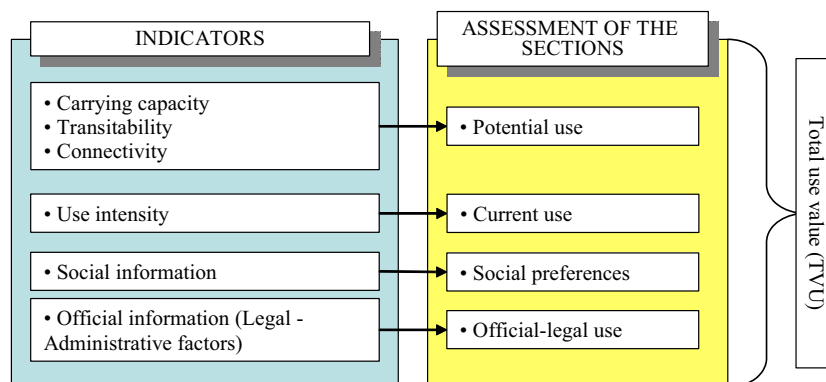 INDICATORS
ASSESSMENT OF THE
SECTIONS
• Carrying capacity
• Transitability
• Connectivity
• Potential use
• Use intensity
• Current use
• Social information
• Social preferences
• Official information (Legal -
Administrative factors)
• Official-legal use
Total use value (TVU)